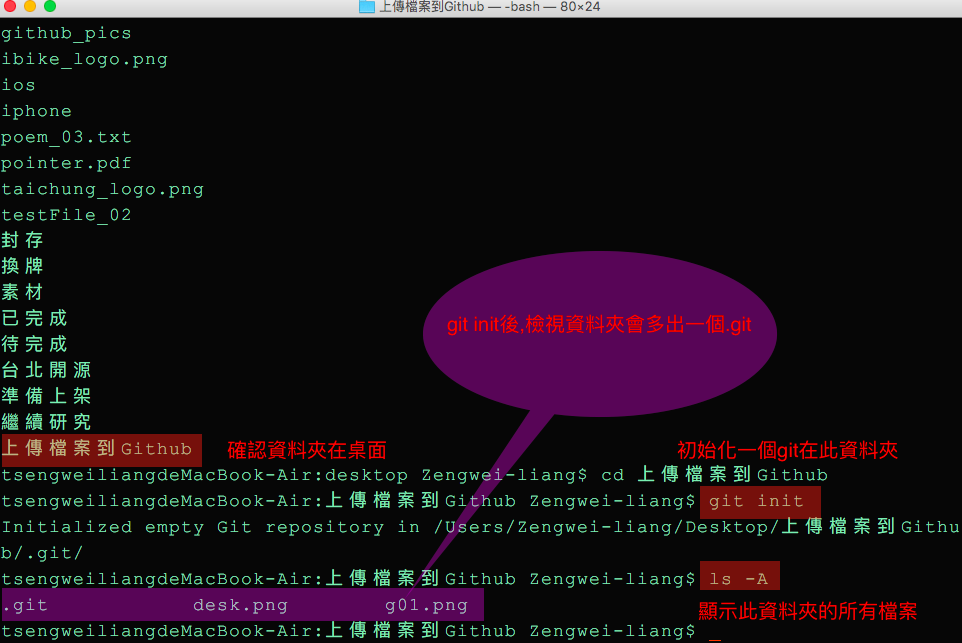 上傳檔案到Github — -bash — 80×24
github_pics
ibike_logo.png
ios
iphone
poem_03.txt
pointer.pdf
taichung_logo.png
testFile_02
封存
換牌
素材
已完成
git init後,檢視資料夾會多出一個.git
待完成
台北開源
準備上架
繼續研究
上傳檔案到Github 確認資料夾在桌面 初始化一個git在此資料夾
tsengweiliangdeMacBook-Air:desktop Zengwei-liang$ cd 上傳檔案到Github
tsengweiliangdeMacBook-Air:上傳檔案到Github Zengwei-liang$ git init
Initialized empty Git repository in /Users/Zengwei-liang/Desktop/上傳檔案到Githu
b/.git/
tsengweiliangdeMacBook-Air:上傳檔案到Github Zengwei-liang$ ls -A
.git desk.png g01.png
顯示此資料夾的所有檔案
tsengweiliangdeMacBook-Air:上傳檔案到Github Zengwei-liang$